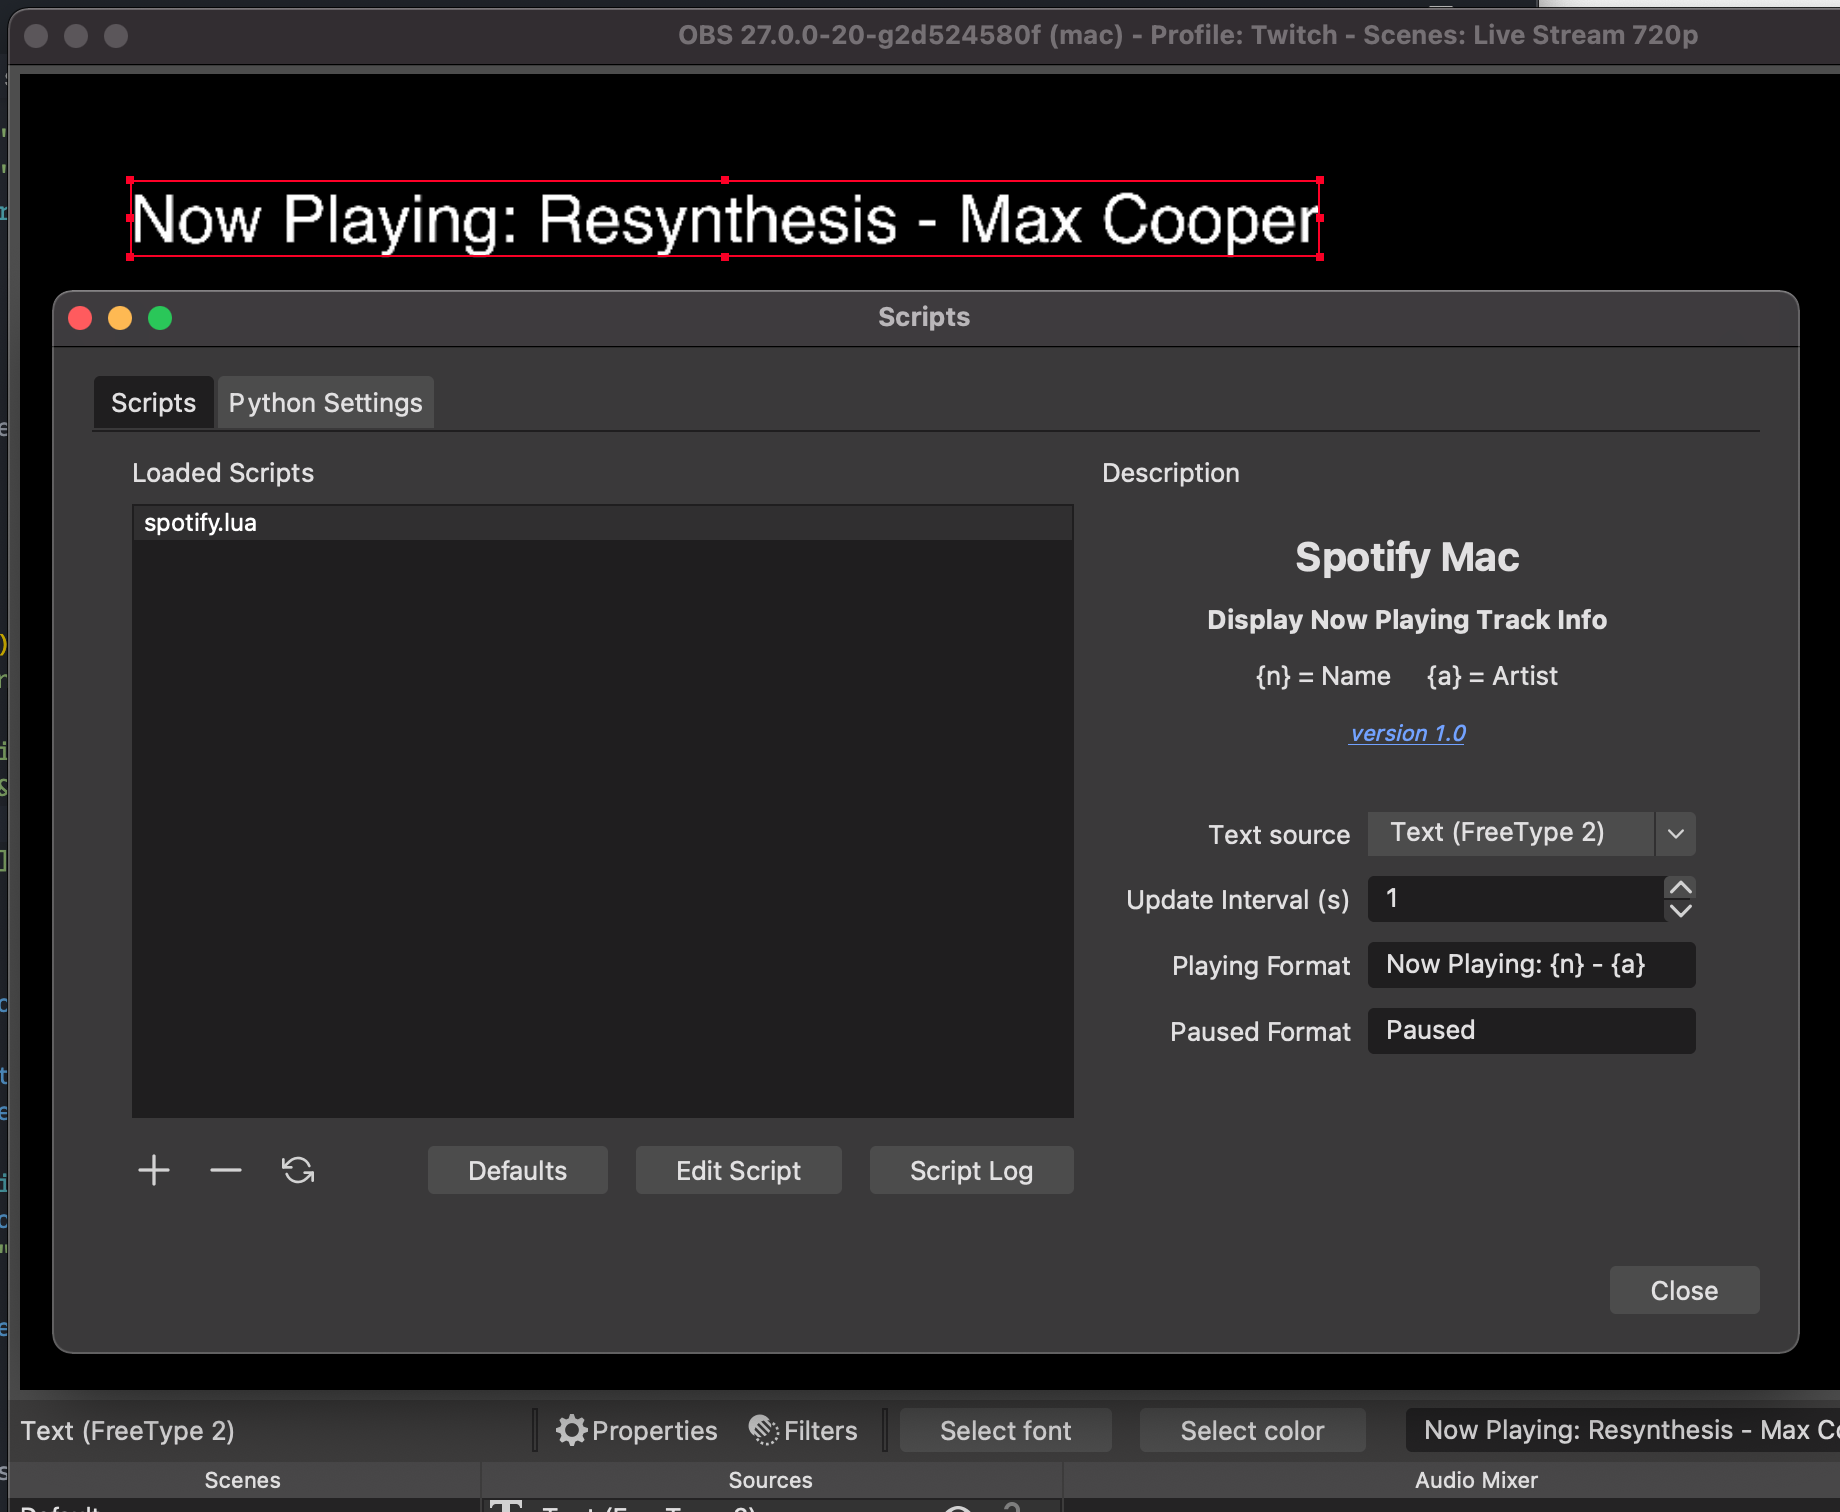 OBS 27.0.0-20-g2d524580f (mac) - Profile: Twitch - Scenes: Live Stream 720p
Now Playing: Resynthesis - Max Cooper
Scripts
Scripts
Python Settings
Loaded Scripts
spotify.lua
Description
Spotify Mac
Display Now Playing Track Info
{n} = Name {a} = Artist
version 1.0
Text source
Text (FreeType 2)
Update Interval (s)
1
Playing Format
Now Playing: {n} - {a}
Paused Format
Paused
Defaults
Edit Script
Script Log
Close
Text (FreeType 2)
Properties
Filters
Select font
Select color
Now Playing: Resynthesis - Max
Scenes
Sources
Audio Mixer